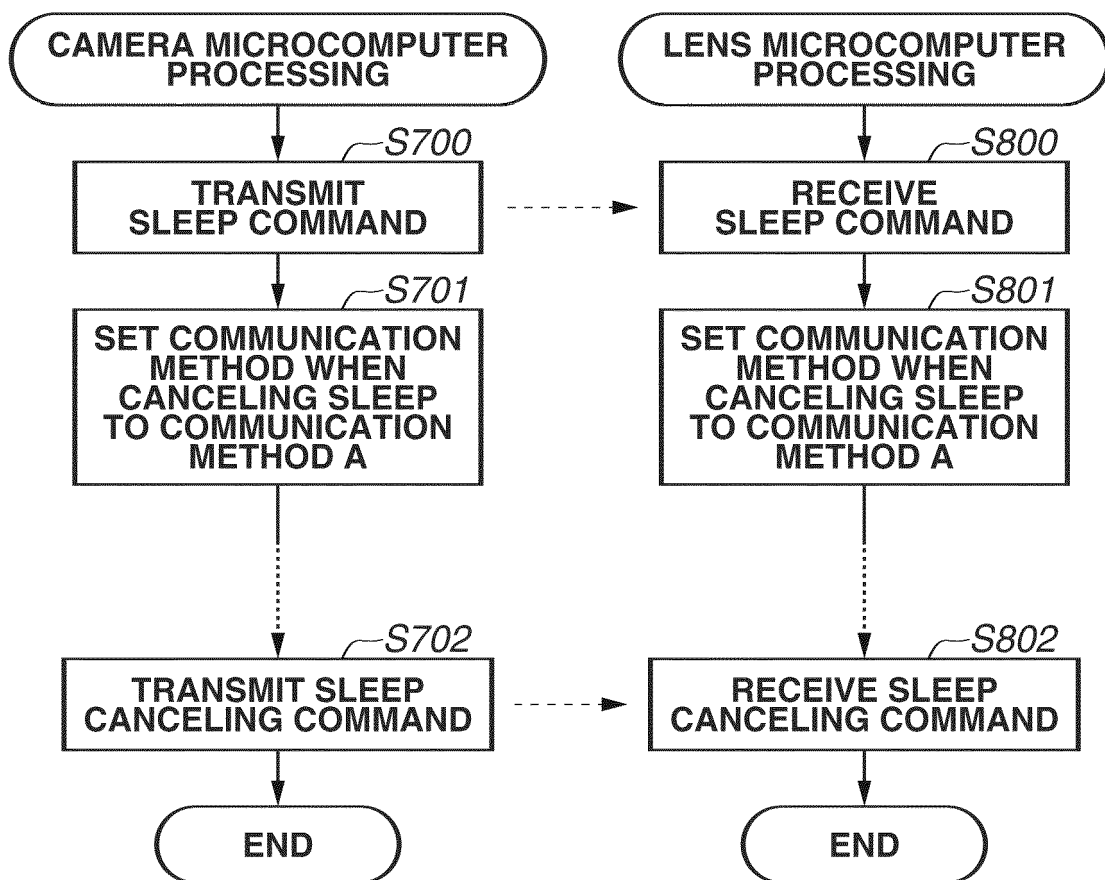 CAMERA MICROCOMPUTER
PROCESSING
S700
TRANSMIT
SLEEP COMMAND
S701
SET COMMUNICATION
METHOD WHEN
CANCELING SLEEP
TO COMMUNICATION
METHOD A
S702
TRANSMIT SLEEP
CANCELING COMMAND
END
LENS MICROCOMPUTER
PROCESSING
S800
RECEIVE
SLEEP COMMAND
S801
SET COMMUNICATION
METHOD WHEN
CANCELING SLEEP
TO COMMUNICATION
METHOD A
S802
RECEIVE SLEEP
CANCELING COMMAND
END